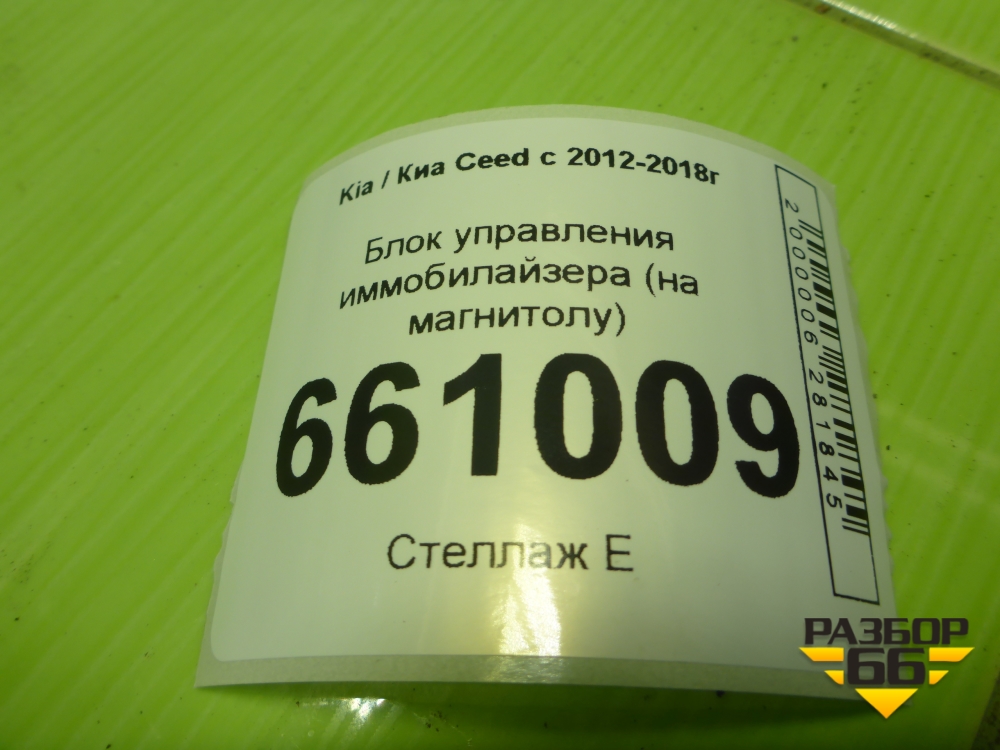 Kia / Киа Ceed с 2012-2018г
Блок управления
иммобилайзера (на
магнитолу)
661009
Стеллаж Е
2000006281845
РАЗБОР
66